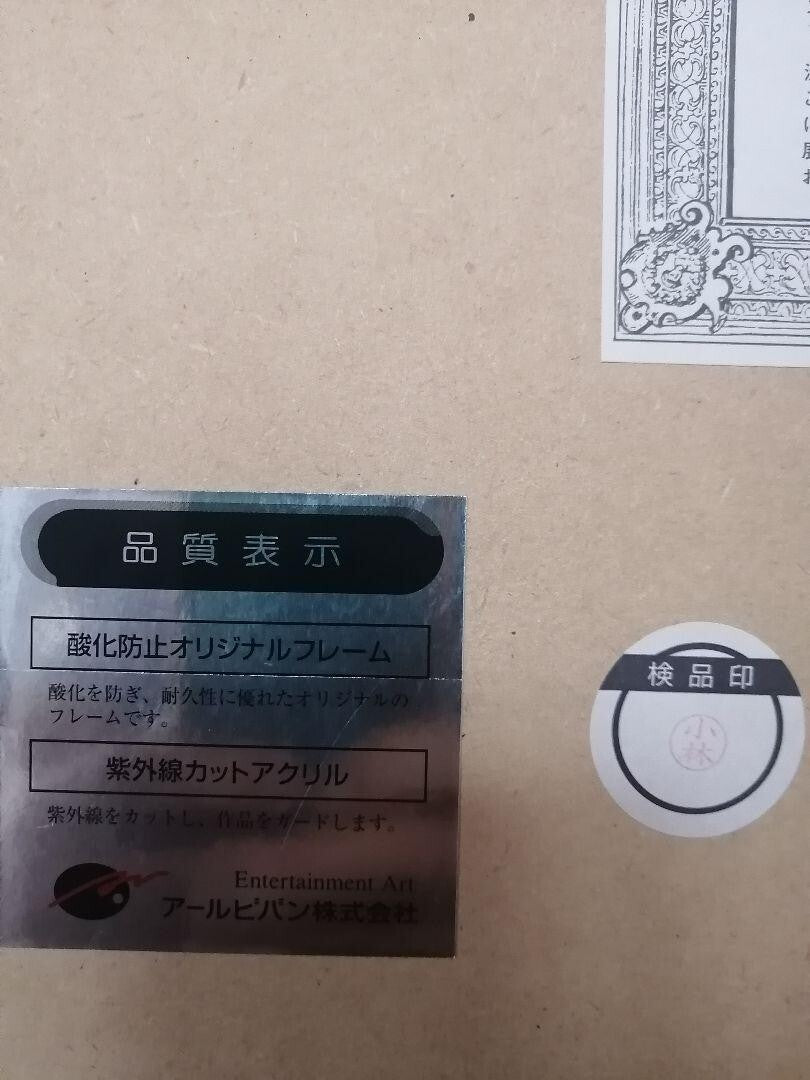 品質表示
酸化防止オリジナルフレーム
酸化を防ぎ、耐久性に優れたオリジナルの
フレームです。
紫外線カットアクリル
紫外線をカットし、作品をガードします。
Entertainment Art
アールビバン株式会社
検品印
小林